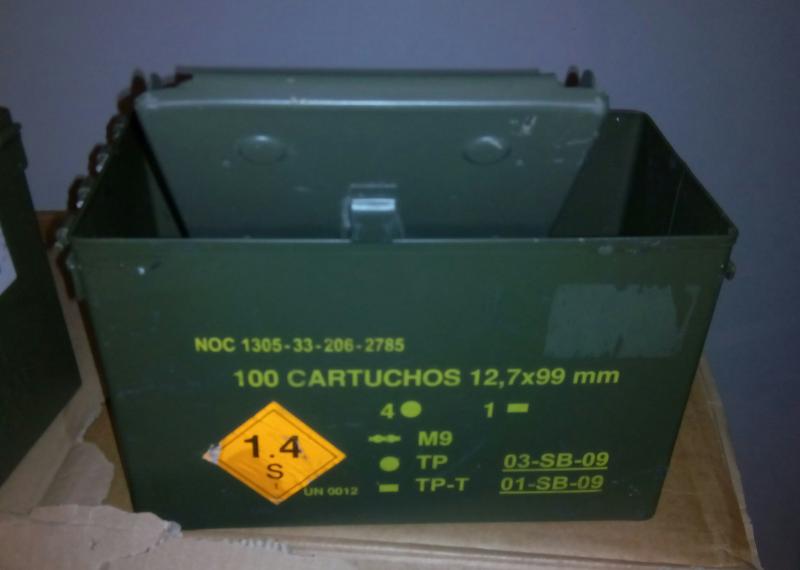 NOC 1305-33-206-2785
100 CARTUCHOS 12,7x99 mm
4 1
M9
TP 03-SB-09
TP-T 01-SB-09
1.4
S
1
UN 0012